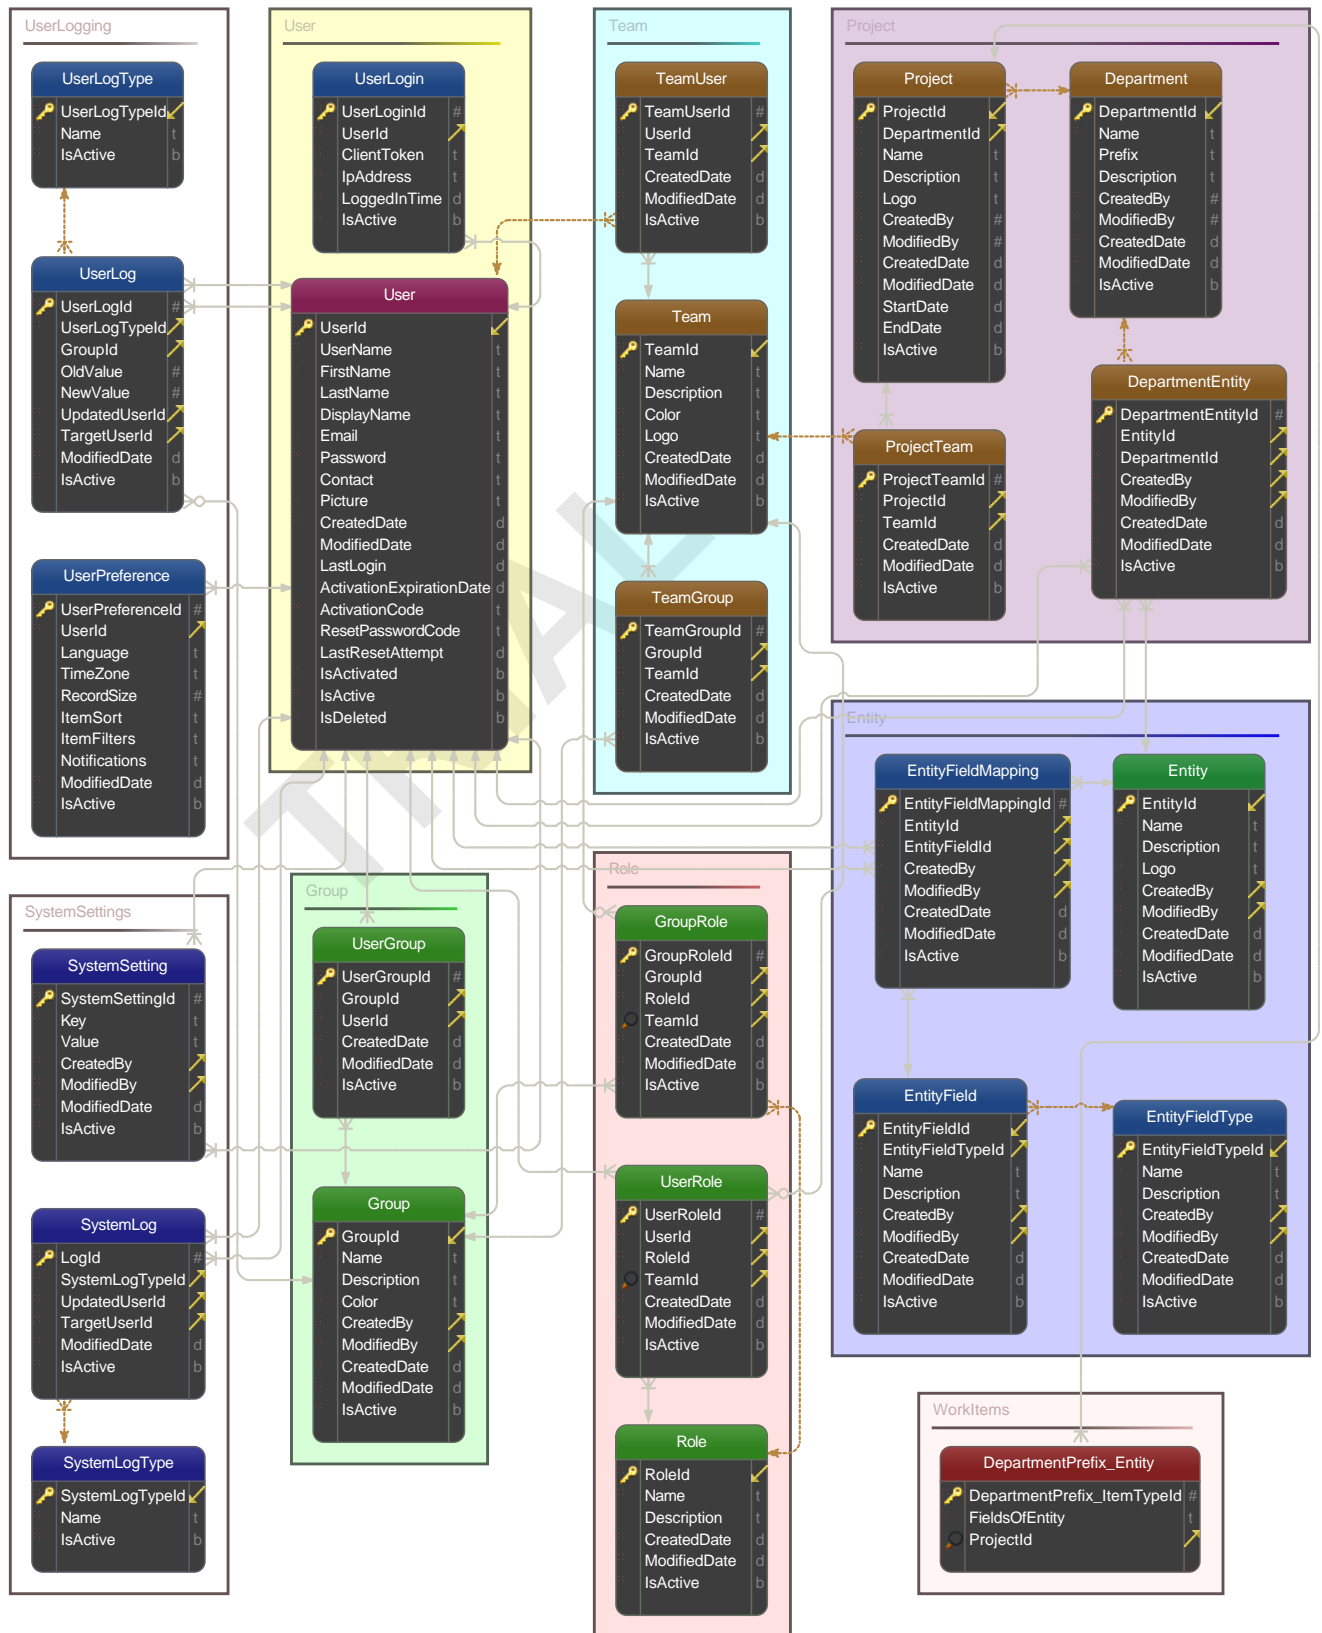 UserLogging
UserLogType
UserLogTypeId
Name t
IsActive b
UserLog
UserLogId #
UserLogTypeId
GroupId
OldValue #
NewValue #
UpdatedUserId
TargetUserId
ModifiedDate d
IsActive b
UserPreference
UserPreferenceId #
UserId
Language t
TimeZone t
RecordSize #
ItemSort t
ItemFilters t
Notifications t
ModifiedDate d
IsActive b
SystemSettings
SystemSetting
SystemSettingId #
Key t
Value t
CreatedBy
ModifiedBy
ModifiedDate d
IsActive b
SystemLog
LogId #
SystemLogTypeId
UpdatedUserId
TargetUserId
ModifiedDate d
IsActive b
SystemLogType
SystemLogTypeId
Name t
IsActive b
User
UserLogin
UserLoginId #
UserId
ClientToken t
IpAddress t
LoggedInTime d
IsActive b
User
UserId
UserName t
FirstName t
LastName t
DisplayName t
Email t
Password t
Contact t
Picture t
CreatedDate d
ModifiedDate d
LastLogin d
ActivationExpirationDate d
ActivationCode t
ResetPasswordCode t
LastResetAttempt d
IsActivated b
IsActive b
IsDeleted b
Group
UserGroup
UserGroupId #
GroupId
UserId
CreatedDate d
ModifiedDate d
IsActive b
Group
GroupId
Name t
Description t
Color t
CreatedBy
ModifiedBy
CreatedDate d
ModifiedDate d
IsActive b
Team
TeamUser
TeamUserId #
UserId
TeamId
CreatedDate d
ModifiedDate d
IsActive b
Team
TeamId
Name t
Description t
Color t
Logo t
CreatedDate d
ModifiedDate d
IsActive b
TeamGroup
TeamGroupId #
GroupId
TeamId
CreatedDate d
ModifiedDate d
IsActive b
Role
GroupRole
GroupRoleId #
GroupId
RoleId
TeamId
CreatedDate d
ModifiedDate d
IsActive b
UserRole
UserRoleId #
UserId
RoleId
TeamId
CreatedDate d
ModifiedDate d
IsActive b
Role
RoleId
Name t
Description t
CreatedDate d
ModifiedDate d
IsActive b
Project
Project
ProjectId
DepartmentId
Name t
Description t
Logo t
CreatedBy #
ModifiedBy #
CreatedDate d
ModifiedDate d
StartDate d
EndDate d
IsActive b
ProjectTeam
ProjectTeamId #
ProjectId
TeamId
CreatedDate d
ModifiedDate d
IsActive b
Department
DepartmentId
Name t
Prefix t
Description t
CreatedBy #
ModifiedBy #
CreatedDate d
ModifiedDate d
IsActive b
DepartmentEntity
DepartmentEntityId #
EntityId
DepartmentId
CreatedBy
ModifiedBy
CreatedDate d
ModifiedDate d
IsActive b
Entity
EntityFieldMapping
EntityFieldMappingId #
EntityId
EntityFieldId
CreatedBy
ModifiedBy
CreatedDate d
ModifiedDate d
IsActive b
Entity
EntityId
Name t
Description t
Logo t
CreatedBy
ModifiedBy
CreatedDate d
ModifiedDate d
IsActive b
EntityField
EntityFieldId
EntityFieldTypeId
Name t
Description t
CreatedBy
ModifiedBy
CreatedDate d
ModifiedDate d
IsActive b
EntityFieldType
EntityFieldTypeId
Name t
Description t
CreatedBy
ModifiedBy
CreatedDate d
ModifiedDate d
IsActive b
WorkItems
DepartmentPrefix_Entity
DepartmentPrefix_ItemTypeId #
FieldsOfEntity t
ProjectId
TRIAL